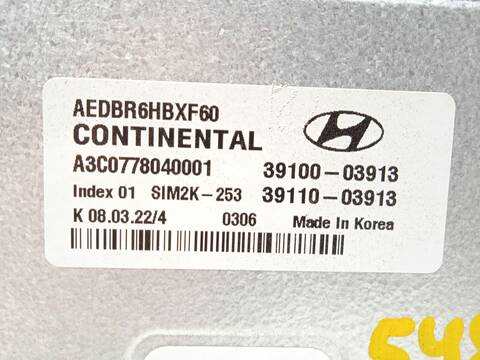 AEDBR6HBXF60
CONTINENTAL
A3C0778040001 39100-03913
Index 01 SIM2K-253 39110-03913
K 08.03.22/4 0306 Made in Korea